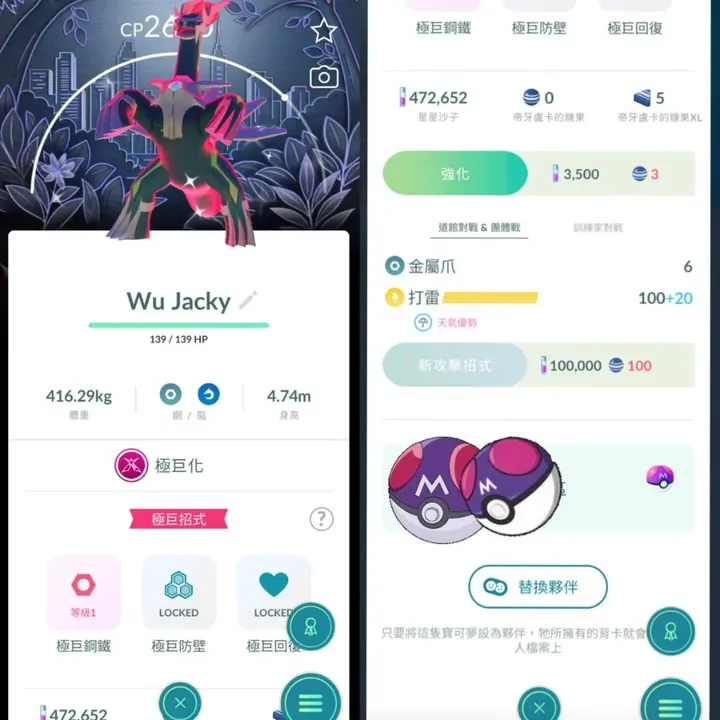 416.29kg
體重
鋼 / 龍
4.74m
身高
Wu Jacky
139 / 139 HP
極巨化
極巨招式
?
等級1
LOCKED
LOCKED
極巨鋼鐵
極巨防壁
極巨回復
472,652
極巨鋼鐵
極巨防壁
極巨回復
472,652
星星沙子
0
帝牙盧卡的糖果
5
帝牙盧卡的糖果XL
強化
3,500
3
道館對戰 & 團體戰
訓練家對戰
金屬爪
6
打雷
100+20
天氣優勢
新攻擊招式
100,000
100
M
M
替換夥伴
只要將這隻寶可夢設為夥伴，牠所擁有的背卡就會
人檔案上